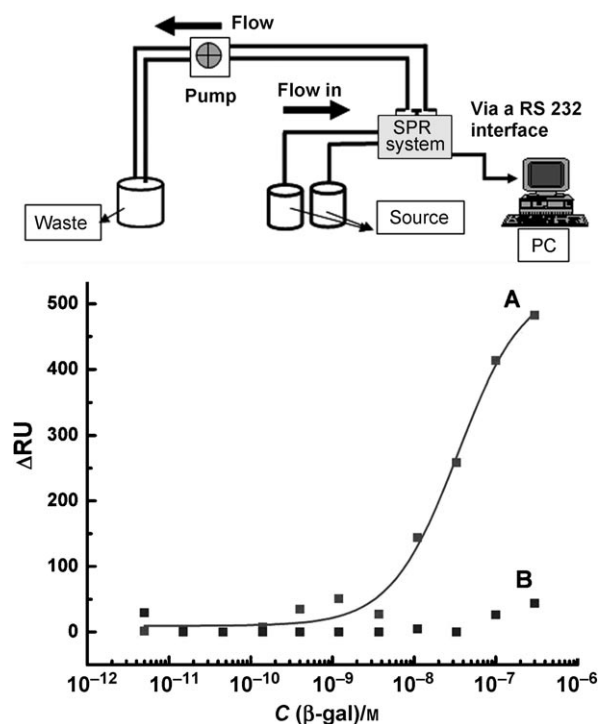 Flow
Pump
Flow in
Via a RS 232
interface
SPR
system
Waste
Source
PC
A
B
500
400
300
200
100
0
ΔRU
10⁻¹² 10⁻¹¹ 10⁻¹⁰ 10⁻⁹ 10⁻⁸ 10⁻⁷ 10⁻⁶
C (β-gal)/M